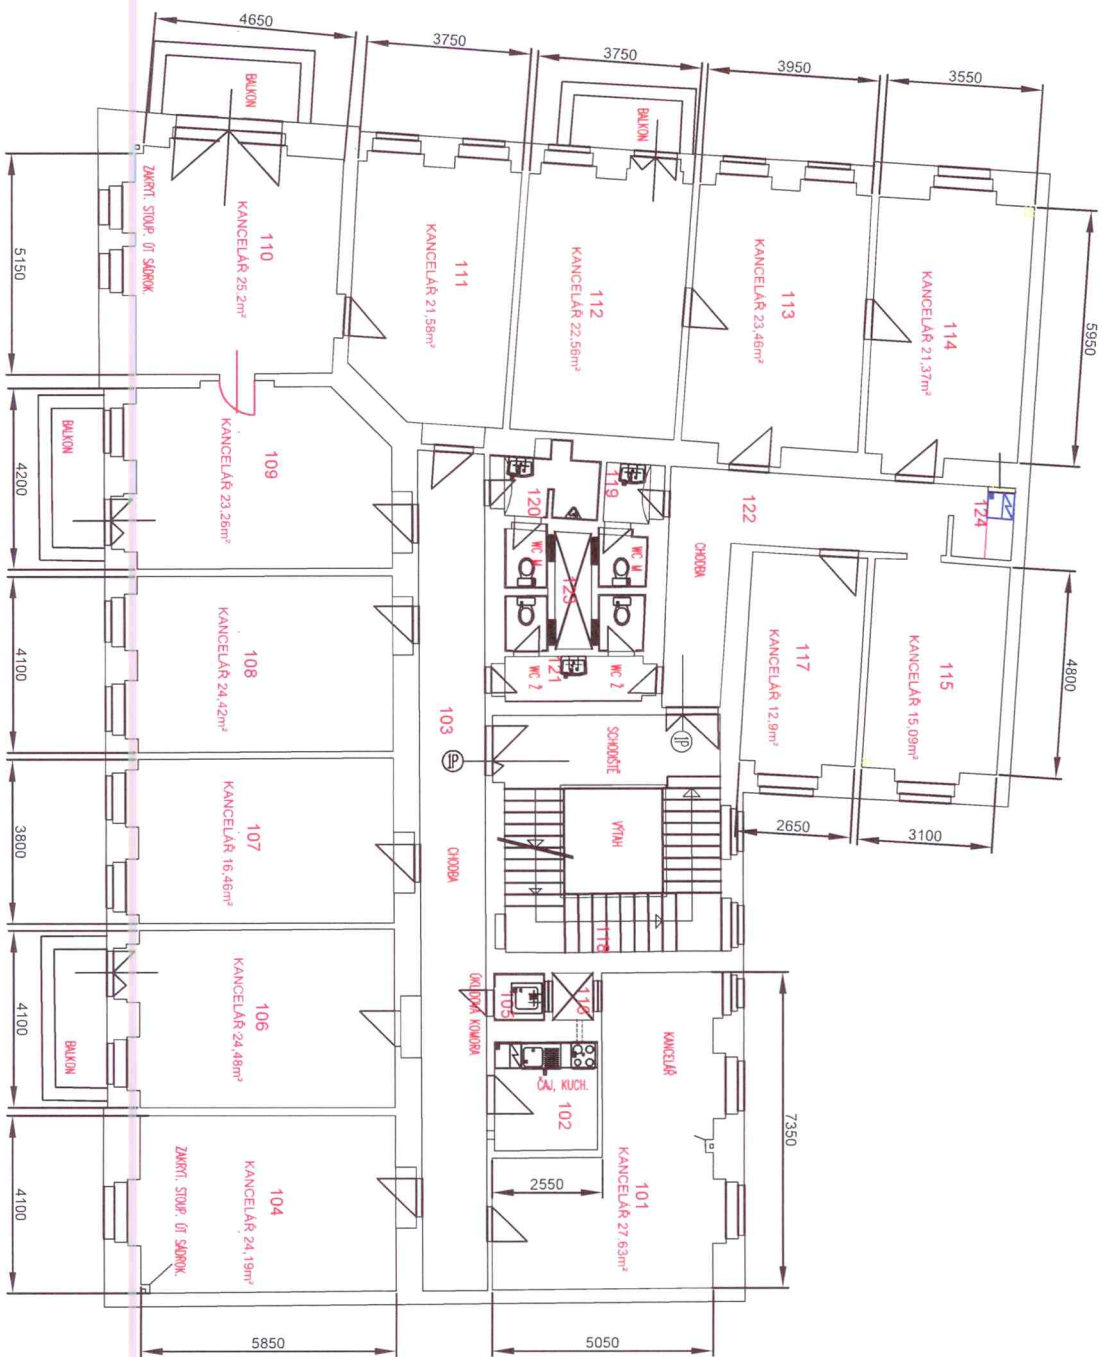 4650
3750
3750
3950
3550
BALKON
BALKON
ZAKRYT. STOUP. ÚT SÁDROK.
110
KANCELÁŘ 25.2m²
111
KANCELÁŘ 21,58m²
112
KANCELÁŘ 22,56m²
113
KANCELÁŘ 23,46m²
114
KANCELÁŘ 21,37m²
5950
5150
109
KANCELÁŘ 23,26m²
BALKON
4200
120
119
WC M
WC M
123
121
WC Ž
WC Ž
122
CHODBA
124
117
KANCELÁŘ 12,9m²
115
KANCELÁŘ 15,09m²
4800
2650
3100
108
KANCELÁŘ 24,42m²
4100
103
1P
1P
SCHODIŠTĚ
VÝTAH
118
CHODBA
107
KANCELÁŘ 16,46m²
3800
106
KANCELÁŘ 24,48m²
BALKON
4100
ÚKLIDOVÁ KOMORA
105
116
ČAJ. KUCH.
102
KANCELÁŘ
7350
2550
101
KANCELÁŘ 27,63m²
104
KANCELÁŘ 24,19m²
ZAKRYT. STOUP. ÚT SÁDROK.
4100
5850
5050